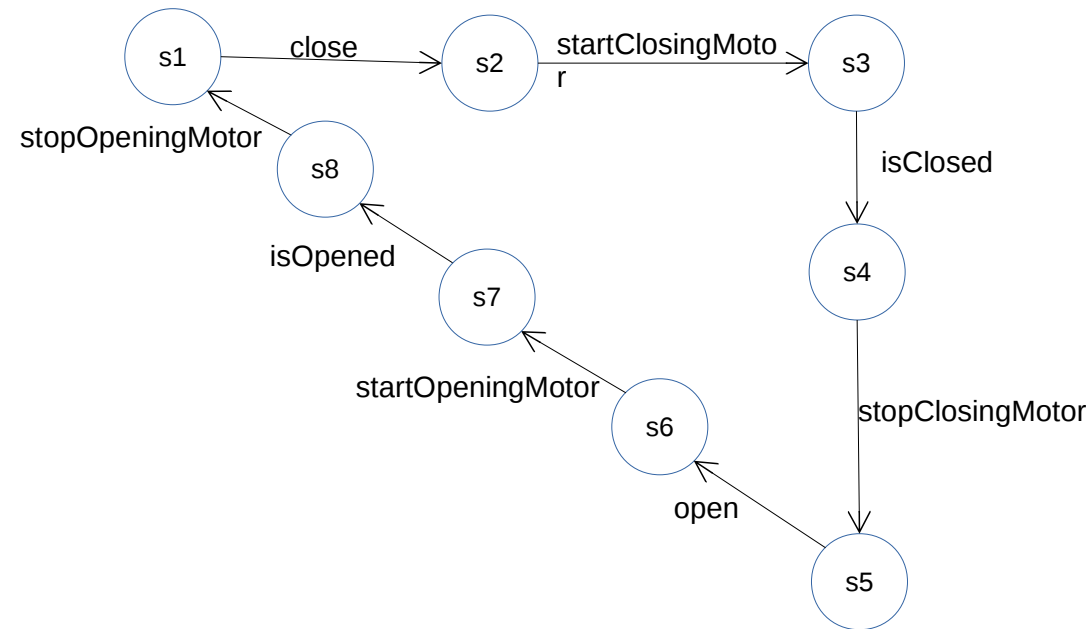 s1
close
s2
startClosingMoto
r
s3
stopOpeningMotor
s8
isClosed
isOpened
s7
s4
startOpeningMotor
s6
stopClosingMotor
open
s5